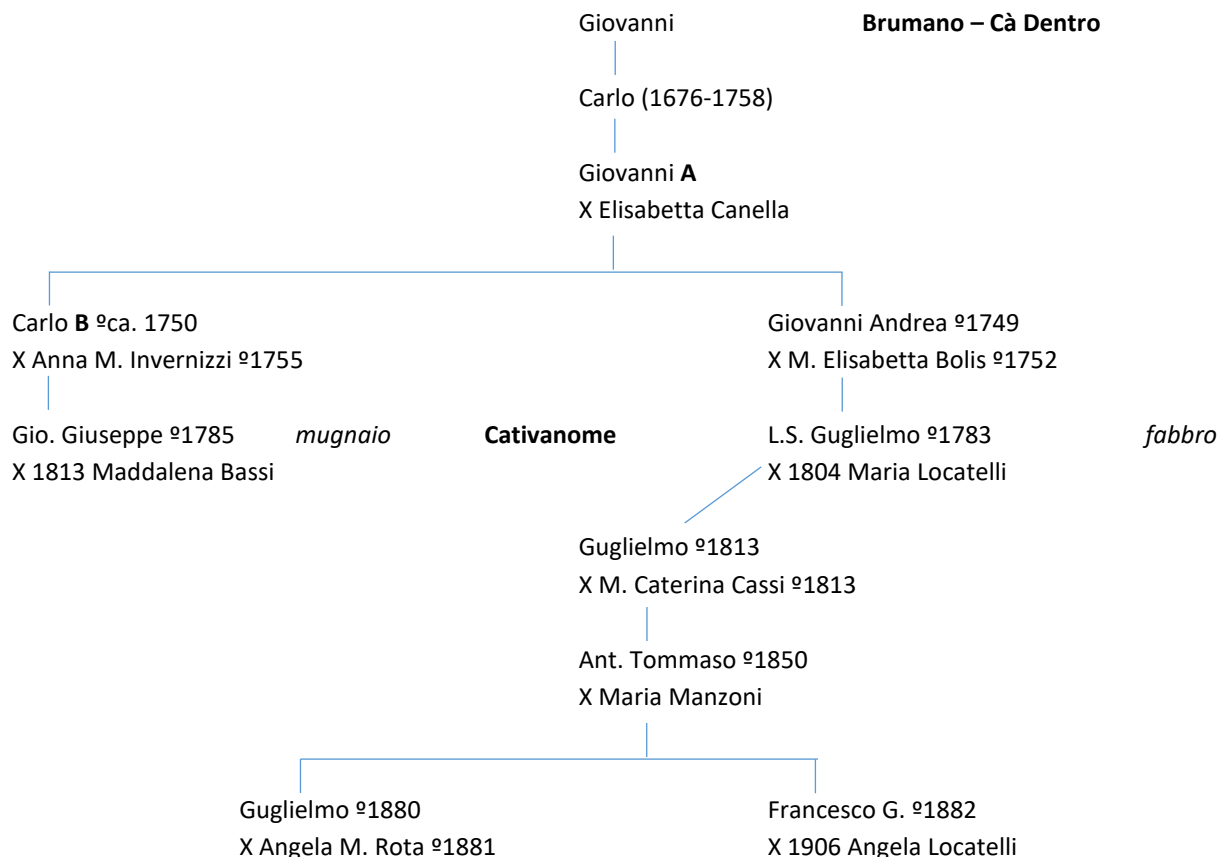 Giovanni Brumano – Cà Dentro
Carlo (1676-1758)
Giovanni A
X Elisabetta Canella
Carlo B ºca. 1750 Giovanni Andrea º1749
X Anna M. Invernizzi º1755 X M. Elisabetta Bolis º1752
Gio. Giuseppe º1785 mugnaio Cativanome L.S. Guglielmo º1783 fabbro
X 1813 Maddalena Bassi X 1804 Maria Locatelli
Guglielmo º1813
X M. Caterina Cassi º1813
Ant. Tommaso º1850
X Maria Manzoni
Guglielmo º1880 Francesco G. º1882
X Angela M. Rota º1881 X 1906 Angela Locatelli